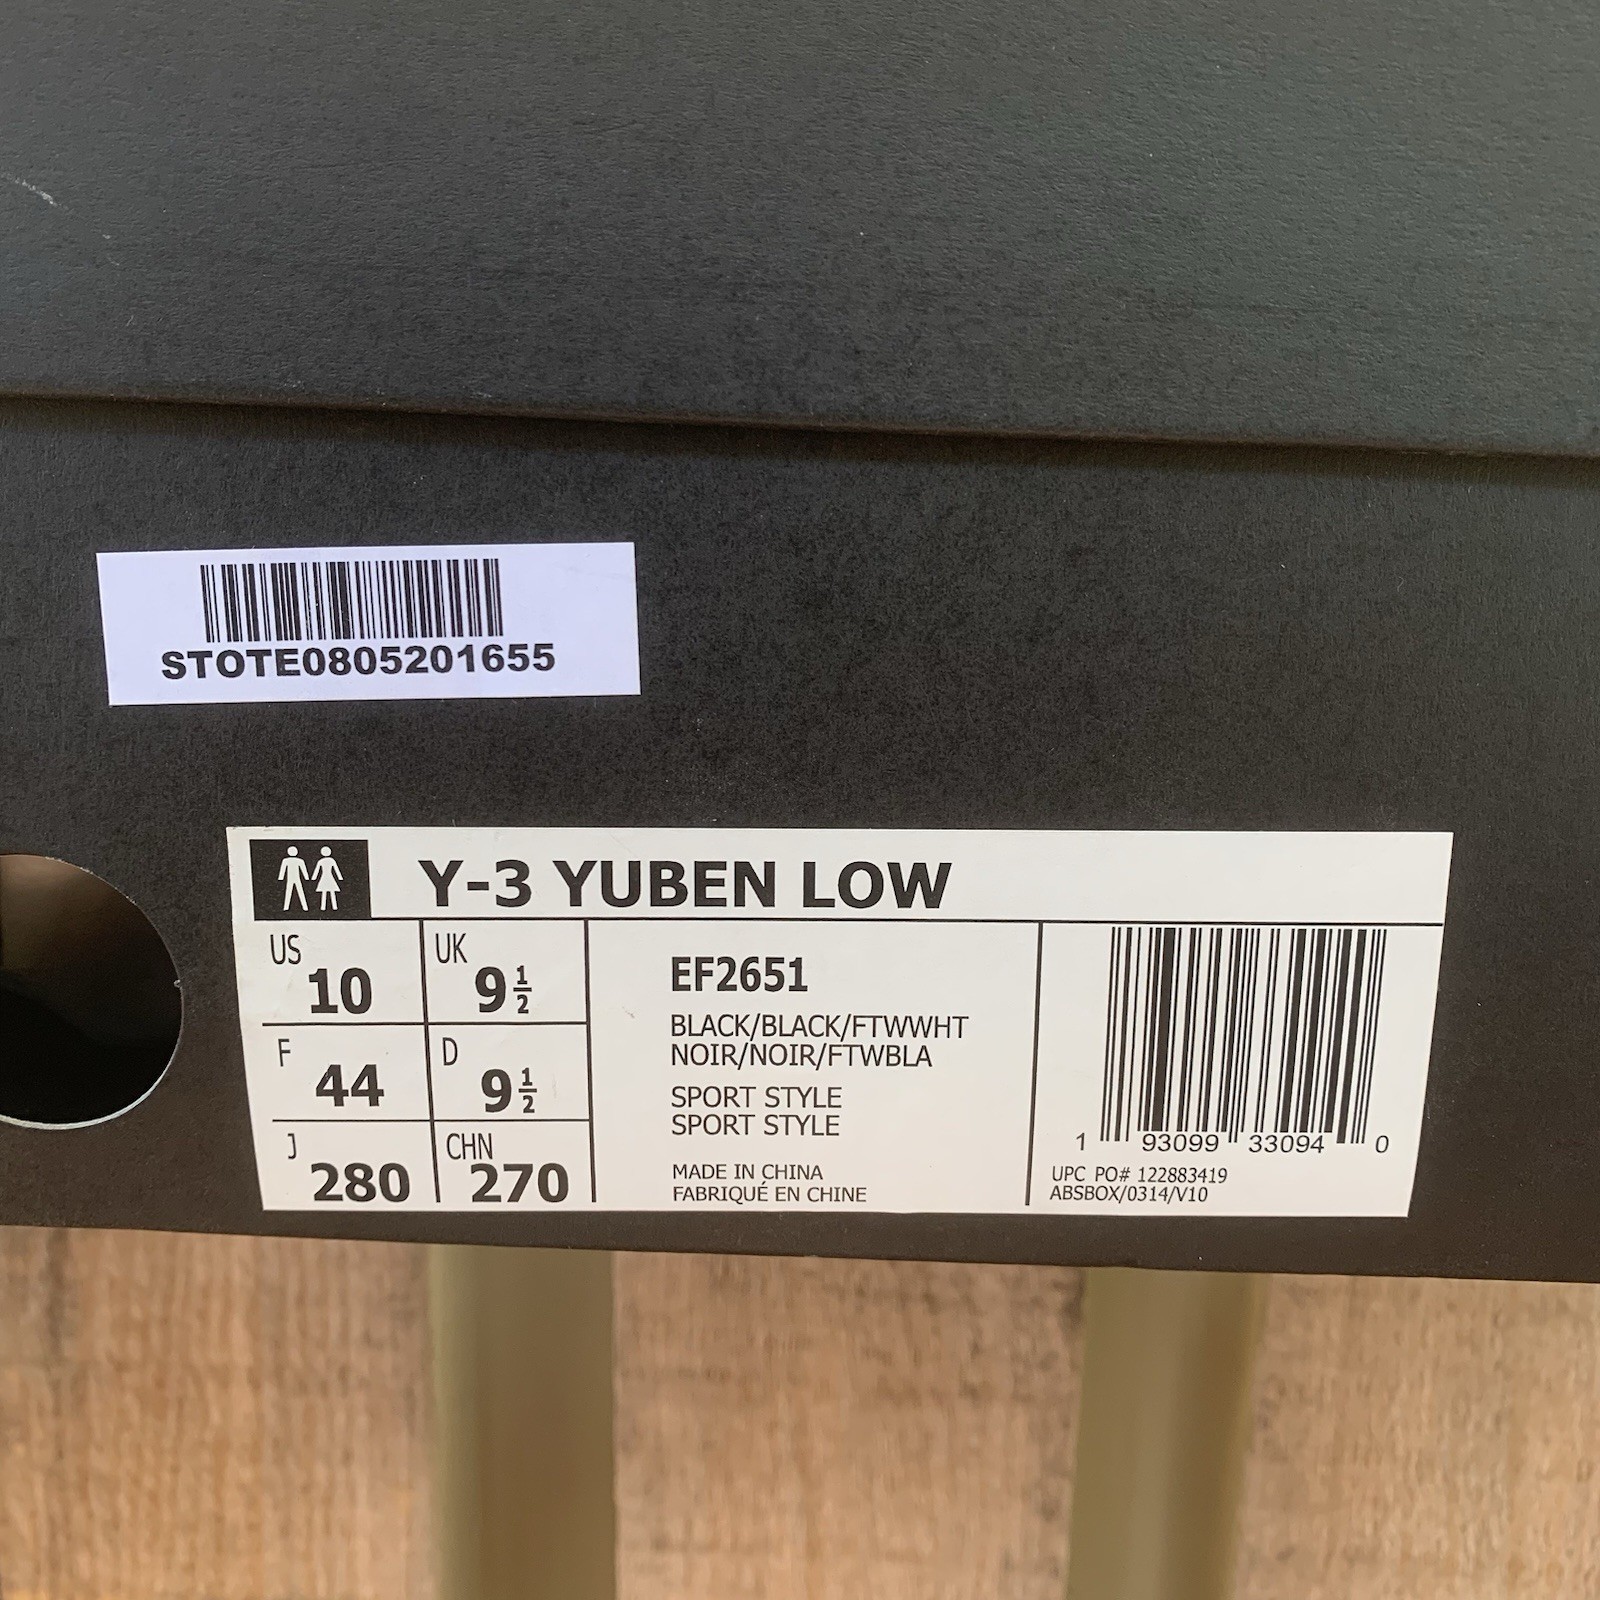 STOTE0805201655
Y-3 YUBEN LOW
US 10
UK 9 1/2
F 44
D 9 1/2
J 280
CHN 270
EF2651
BLACK/BLACK/FTWWHT
NOIR/NOIR/FTWBLA
SPORT STYLE
SPORT STYLE
MADE IN CHINA
FABRIQUÉ EN CHINE
1 93099 33094 0
UPC PO# 122883419
ABSBOX/0314/V10